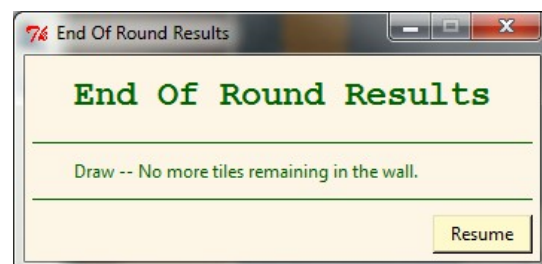 End Of Round Results
End Of Round Results
Draw -- No more tiles remaining in the wall.
Resume